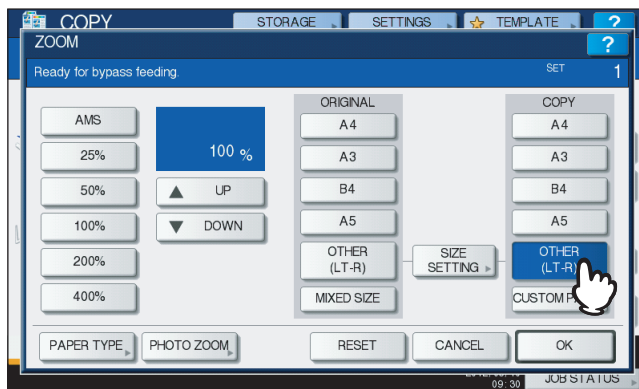 COPY STORAGE SETTINGS TEMPLATE ?
ZOOM ?
Ready for bypass feeding. SET 1
ORIGINAL COPY
AMS
25%
50%
100%
200%
400%
100 %
UP
DOWN
A4
A3
B4
A5
OTHER
(LT-R)
MIXED SIZE
SIZE
SETTING
A4
A3
B4
A5
OTHER
(LT-R)
CUSTOM
PAPER TYPE PHOTO ZOOM RESET CANCEL OK
09:30 JOB STATUS